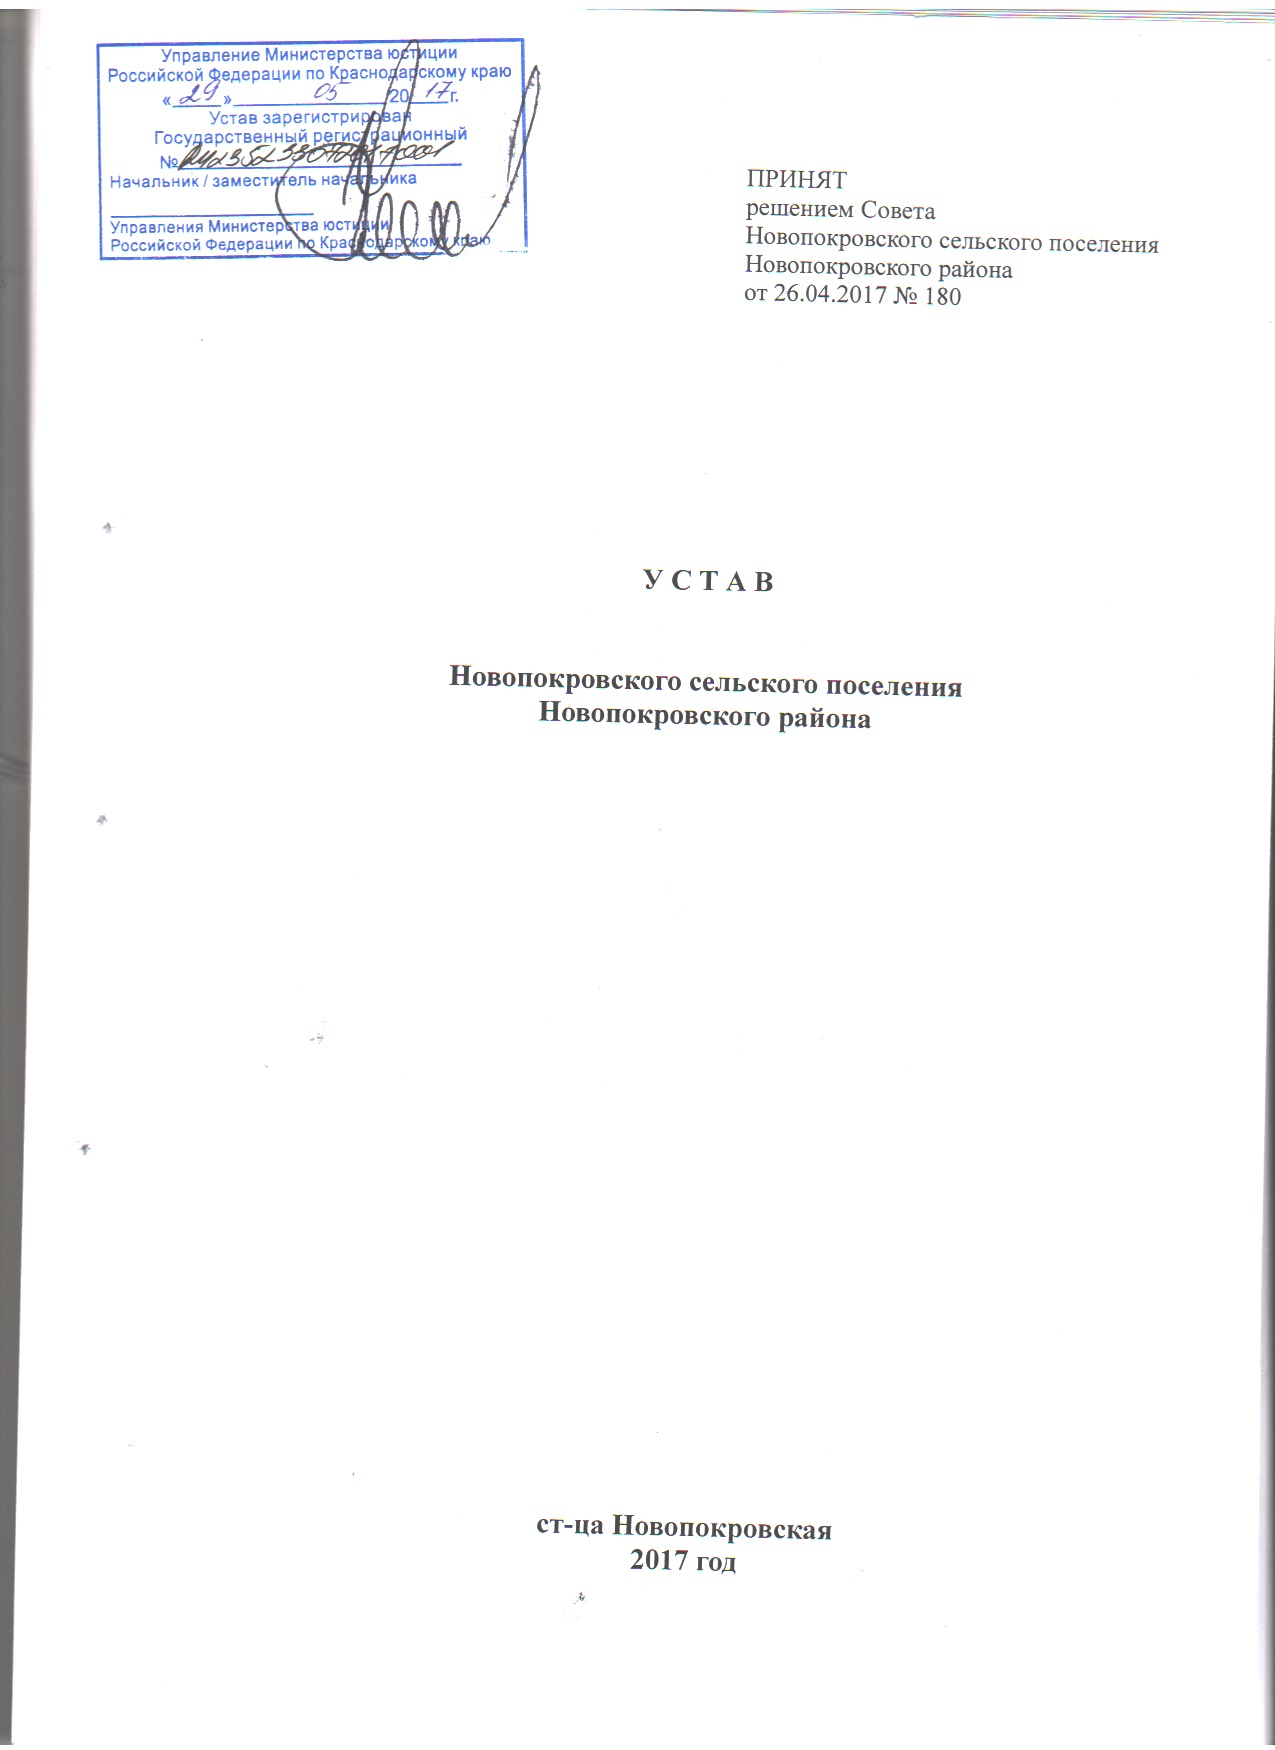 Управление Министерства юстиции
Российской Федерации по Краснодарскому краю
« 29 » 05 20 17 г.
Устав зарегистрирован
Государственный регистрационный
№
Начальник / заместитель начальника
Управления Министерства юстиции
Российской Федерации по Краснодарскому краю
ПРИНЯТ
решением Совета
Новопокровского сельского поселения
Новопокровского района
от 26.04.2017 № 180
У С Т А В
Новопокровского сельского поселения
Новопокровского района
ст-ца Новопокровская
2017 год